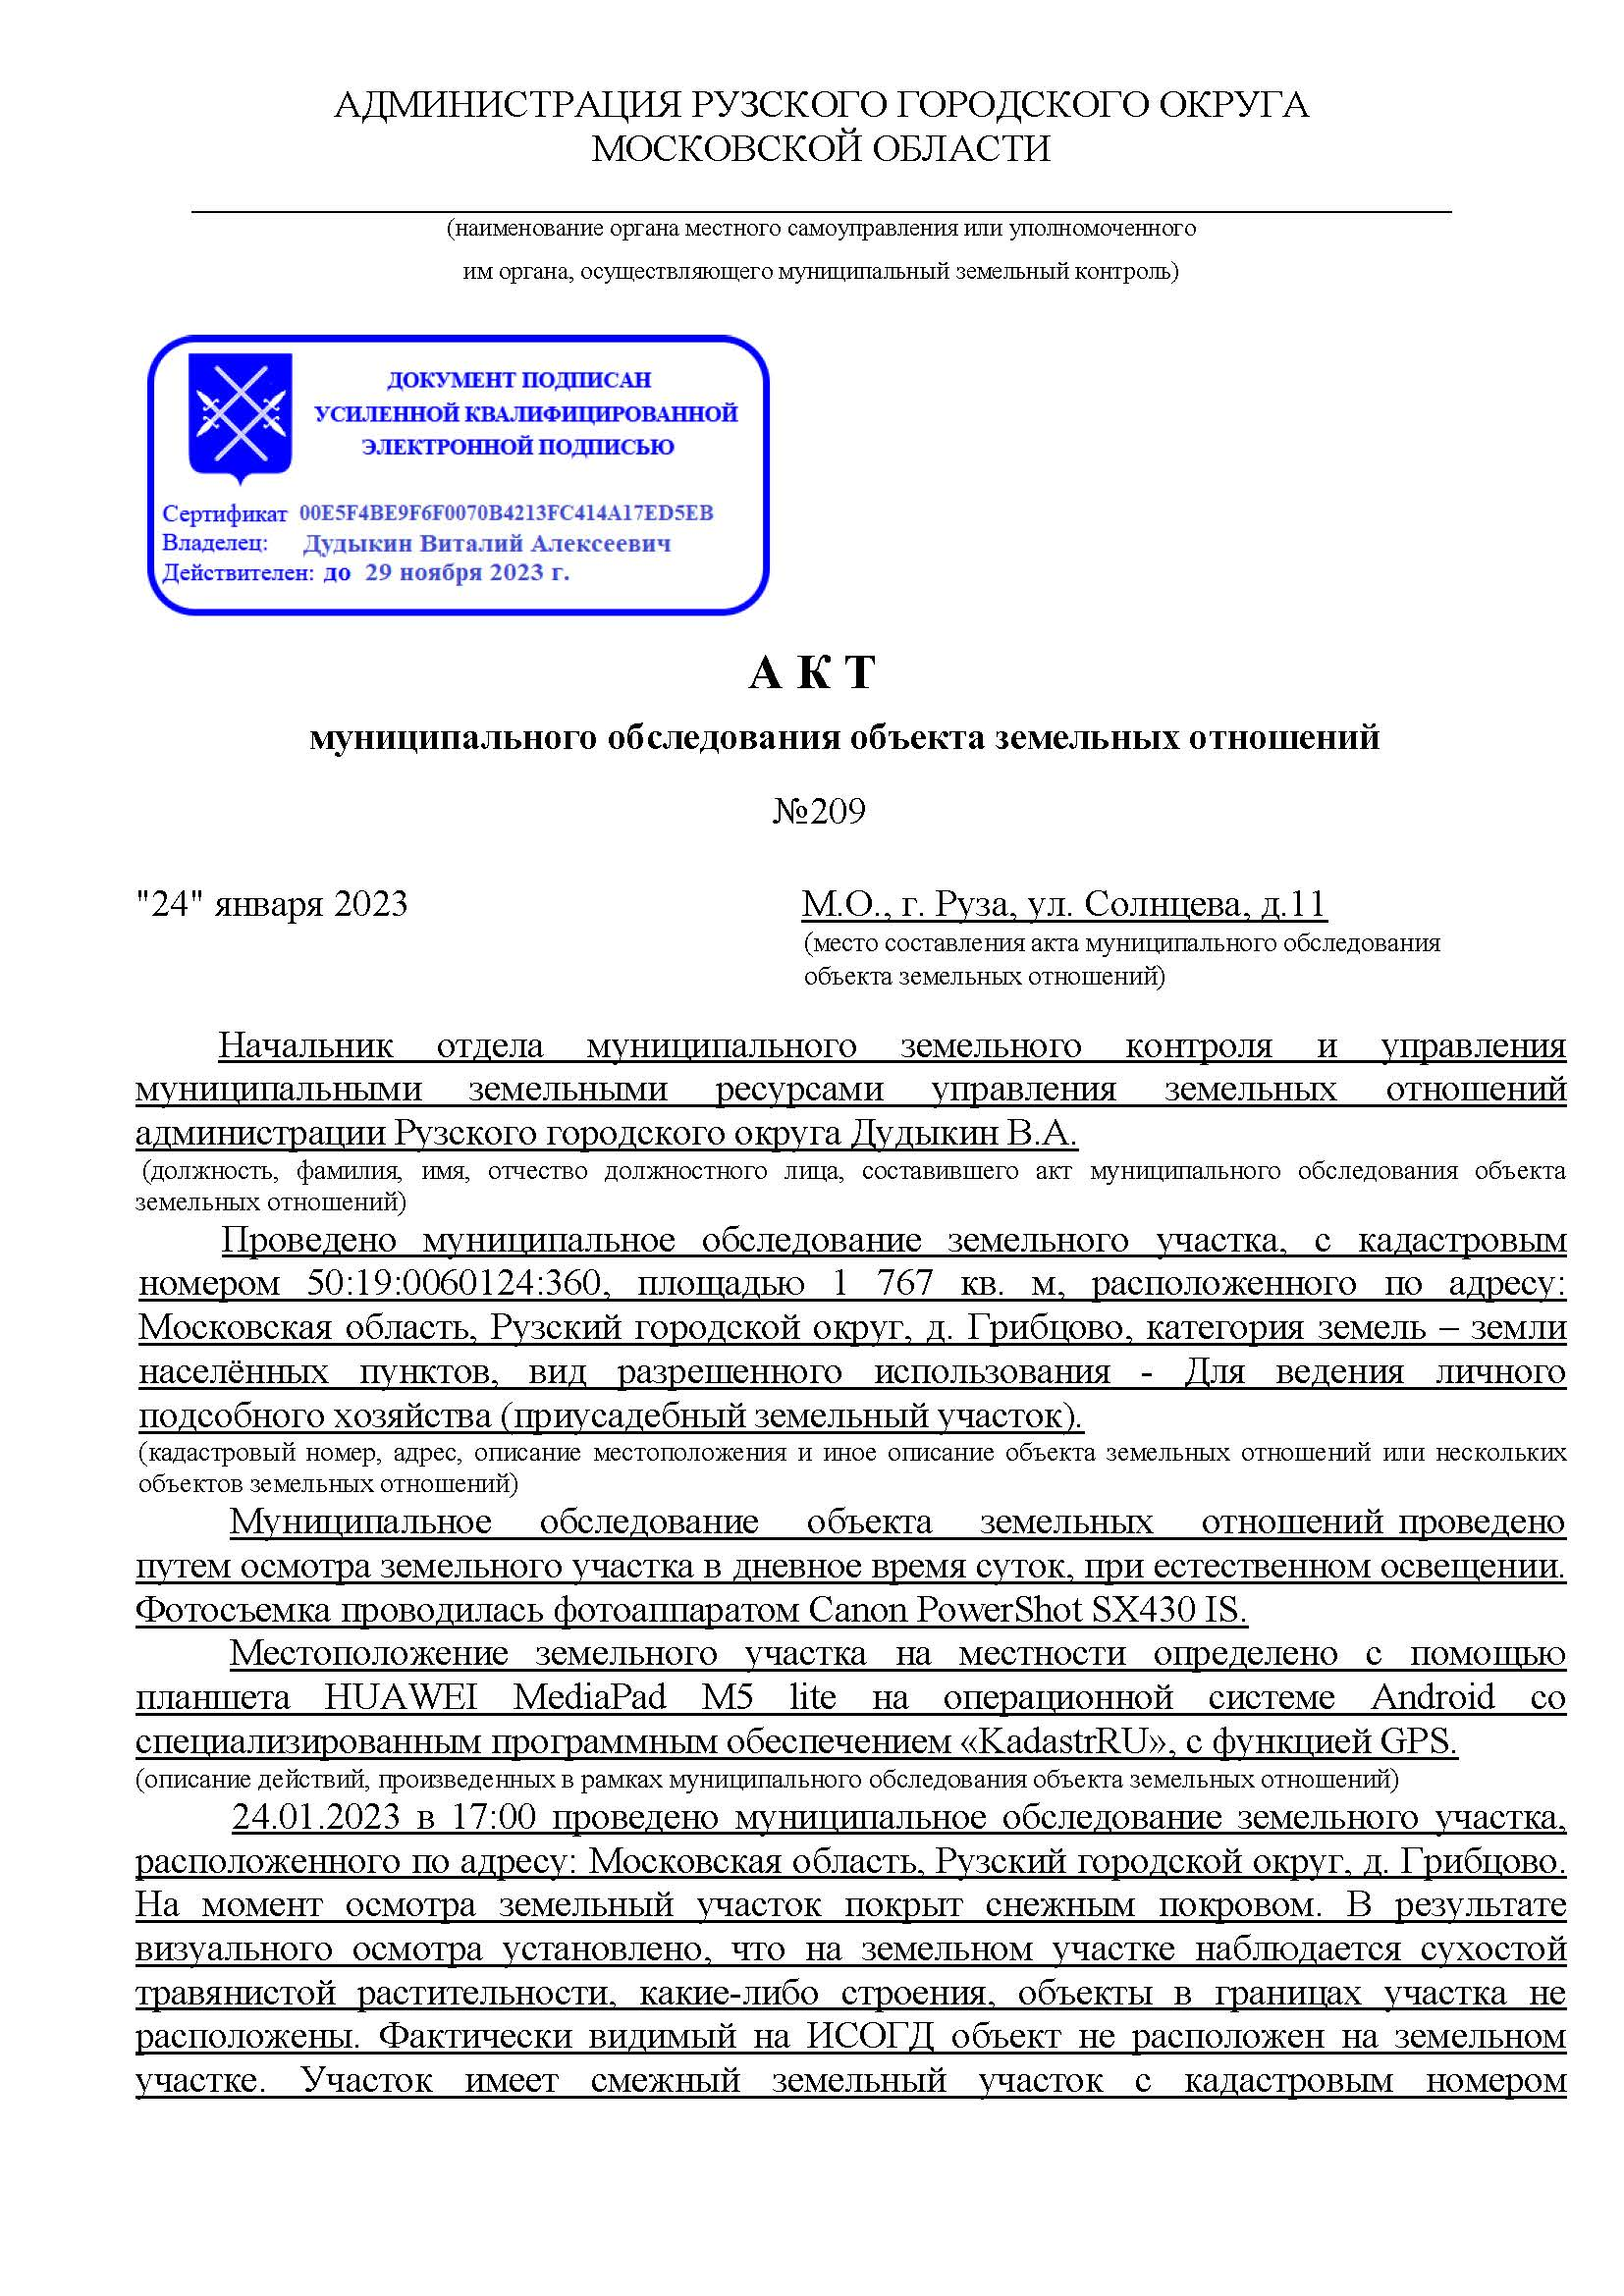 АДМИНИСТРАЦИЯ РУЗСКОГО ГОРОДСКОГО ОКРУГА
МОСКОВСКОЙ ОБЛАСТИ
(наименование органа местного самоуправления или уполномоченного
им органа, осуществляющего муниципальный земельный контроль)
ДОКУМЕНТ ПОДПИСАН
УСИЛЕННОЙ КВАЛИФИЦИРОВАННОЙ
ЭЛЕКТРОННОЙ ПОДПИСЬЮ
Сертификат 00E5F4BE9F6F0070B4213FC414A17ED5EB
Владелец: Дудыкин Виталий Алексеевич
Действителен: до 29 ноября 2023 г.
А К Т
муниципального обследования объекта земельных отношений
№209
"24" января 2023 М.О., г. Руза, ул. Солнцева, д.11
(место составления акта муниципального обследования
объекта земельных отношений)
Начальник отдела муниципального земельного контроля и управления
муниципальными земельными ресурсами управления земельных отношений
администрации Рузского городского округа Дудыкин В.А.
(должность, фамилия, имя, отчество должностного лица, составившего акт муниципального обследования объекта
земельных отношений)
Проведено муниципальное обследование земельного участка, с кадастровым
номером 50:19:0060124:360, площадью 1 767 кв. м, расположенного по адресу:
Московская область, Рузский городской округ, д. Грибцово, категория земель – земли
населённых пунктов, вид разрешенного использования - Для ведения личного
подсобного хозяйства (приусадебный земельный участок).
(кадастровый номер, адрес, описание местоположения и иное описание объекта земельных отношений или нескольких
объектов земельных отношений)
Муниципальное обследование объекта земельных отношений проведено
путем осмотра земельного участка в дневное время суток, при естественном освещении.
Фотосъемка проводилась фотоаппаратом Canon PowerShot SX430 IS.
Местоположение земельного участка на местности определено с помощью
планшета HUAWEI MediaPad M5 lite на операционной системе Android со
специализированным программным обеспечением «KadastrRU», с функцией GPS.
(описание действий, произведенных в рамках муниципального обследования объекта земельных отношений)
24.01.2023 в 17:00 проведено муниципальное обследование земельного участка,
расположенного по адресу: Московская область, Рузский городской округ, д. Грибцово.
На момент осмотра земельный участок покрыт снежным покровом. В результате
визуального осмотра установлено, что на земельном участке наблюдается сухостой
травянистой растительности, какие-либо строения, объекты в границах участка не
расположены. Фактически видимый на ИСОГД объект не расположен на земельном
участке. Участок имеет смежный земельный участок с кадастровым номером